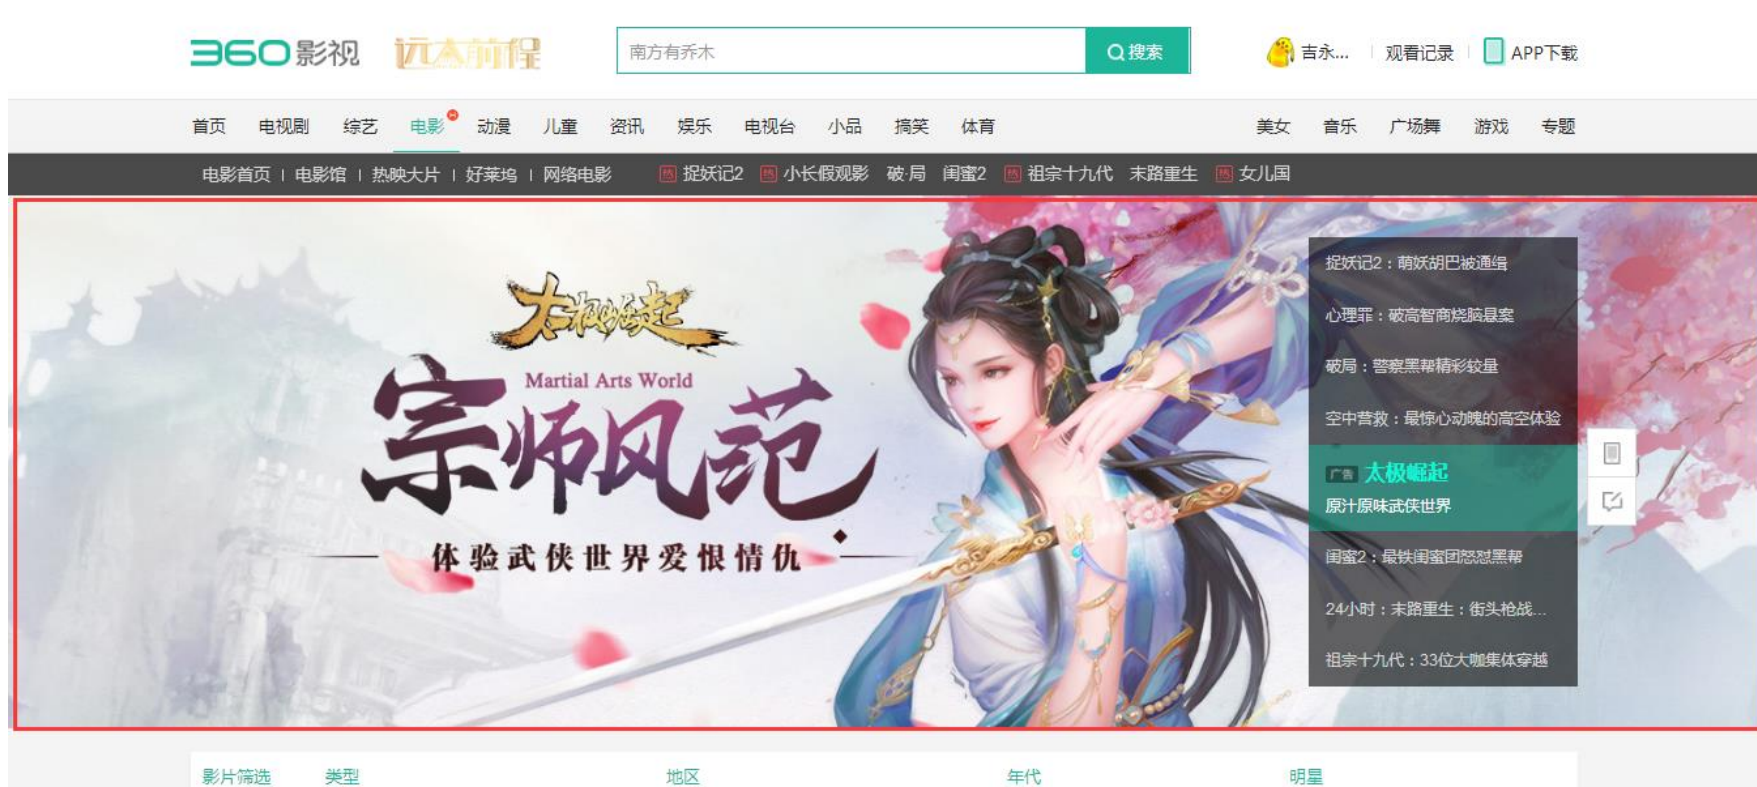 360影视
远大前程
南方有乔木
搜索
吉永...
观看记录
APP下载
首页 电视剧 综艺 电影 动漫 儿童 资讯 娱乐 电视台 小品 搞笑 体育 美女 音乐 广场舞 游戏 专题
电影首页 电影馆 热映大片 好莱坞 网络电影 热 捉妖记2 热 小长假观影 破·局 闺蜜2 热 祖宗十九代 末路重生 热 女儿国
太极崛起
Martial Arts World
宗师风范
体验武侠世界爱恨情仇
捉妖记2：萌妖胡巴被通缉
心理罪：破高智商烧脑悬案
破局：警察黑帮精彩较量
空中营救：最惊心动魄的高空体验
广告 太极崛起
原汁原味武侠世界
闺蜜2：最铁闺蜜团怒怼黑帮
24小时：末路重生：街头枪战...
祖宗十九代：33位大咖集体穿越
影片筛选 类型 地区 年代 明星